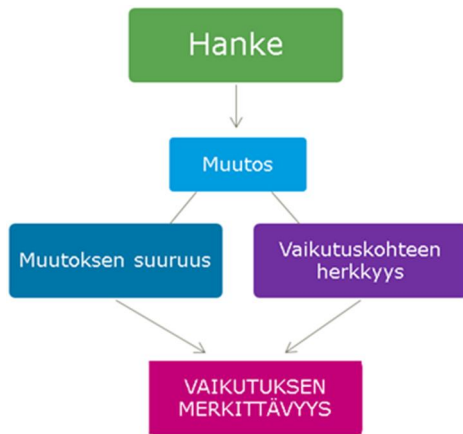 Hanke
Muutos
Muutoksen suuruus
Vaikutuskohteen
herkkyys
VAIKUTUKSEN
MERKITTÄVYYS